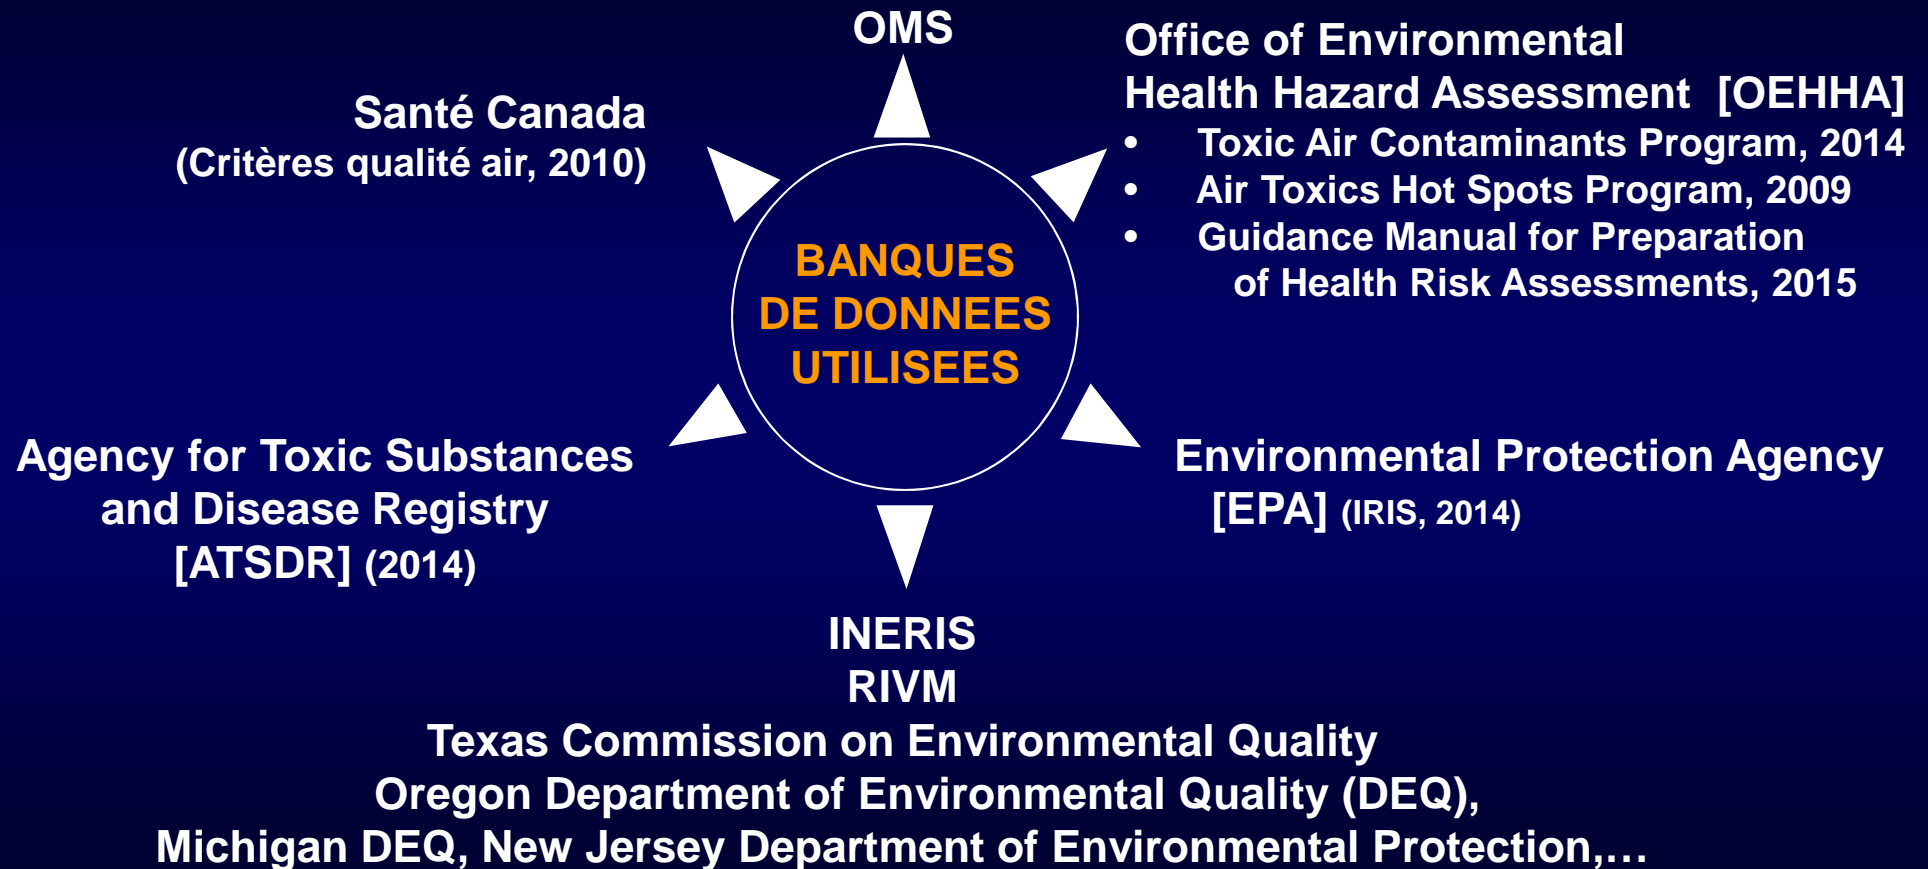 OMS
Santé Canada
(Critères qualité air, 2010)
Office of Environmental
Health Hazard Assessment [OEHHA]
• Toxic Air Contaminants Program, 2014
• Air Toxics Hot Spots Program, 2009
• Guidance Manual for Preparation
of Health Risk Assessments, 2015
BANQUES
DE DONNEES
UTILISEES
Agency for Toxic Substances
and Disease Registry
[ATSDR] (2014)
Environmental Protection Agency
[EPA] (IRIS, 2014)
INERIS
RIVM
Texas Commission on Environmental Quality
Oregon Department of Environmental Quality (DEQ),
Michigan DEQ, New Jersey Department of Environmental Protection,…